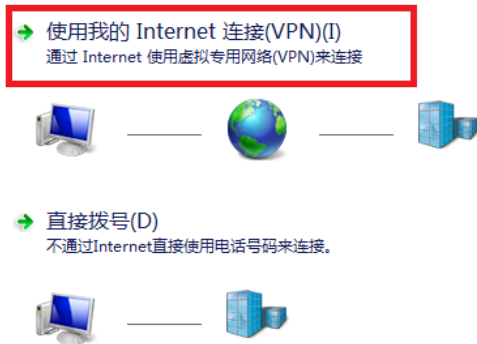 使用我的 Internet 连接(VPN)(I)
通过 Internet 使用虚拟专用网络(VPN)来连接
直接拨号(D)
不通过Internet直接使用电话号码来连接。